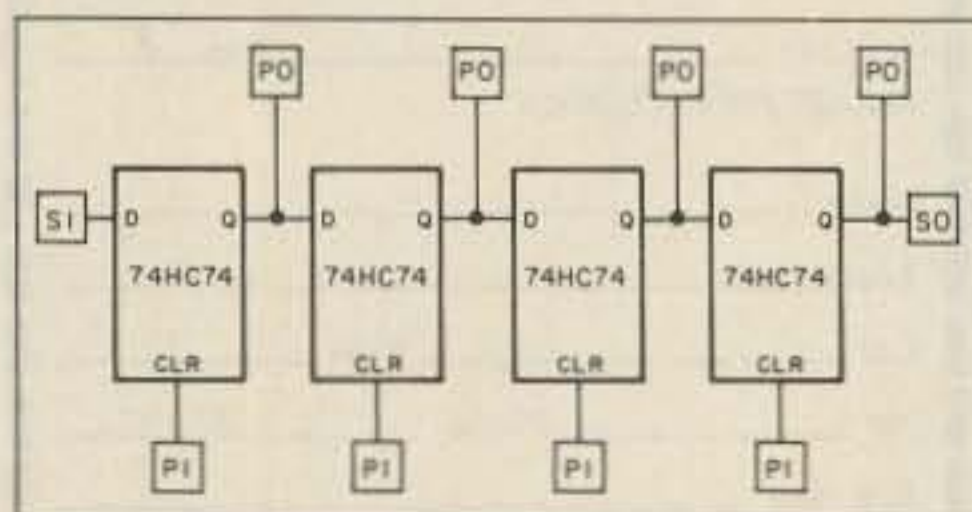 PO PO PO PO
SI D Q D Q D Q D Q SO
74HC74 74HC74 74HC74 74HC74
CLR CLR CLR CLR
PI PI PI PI